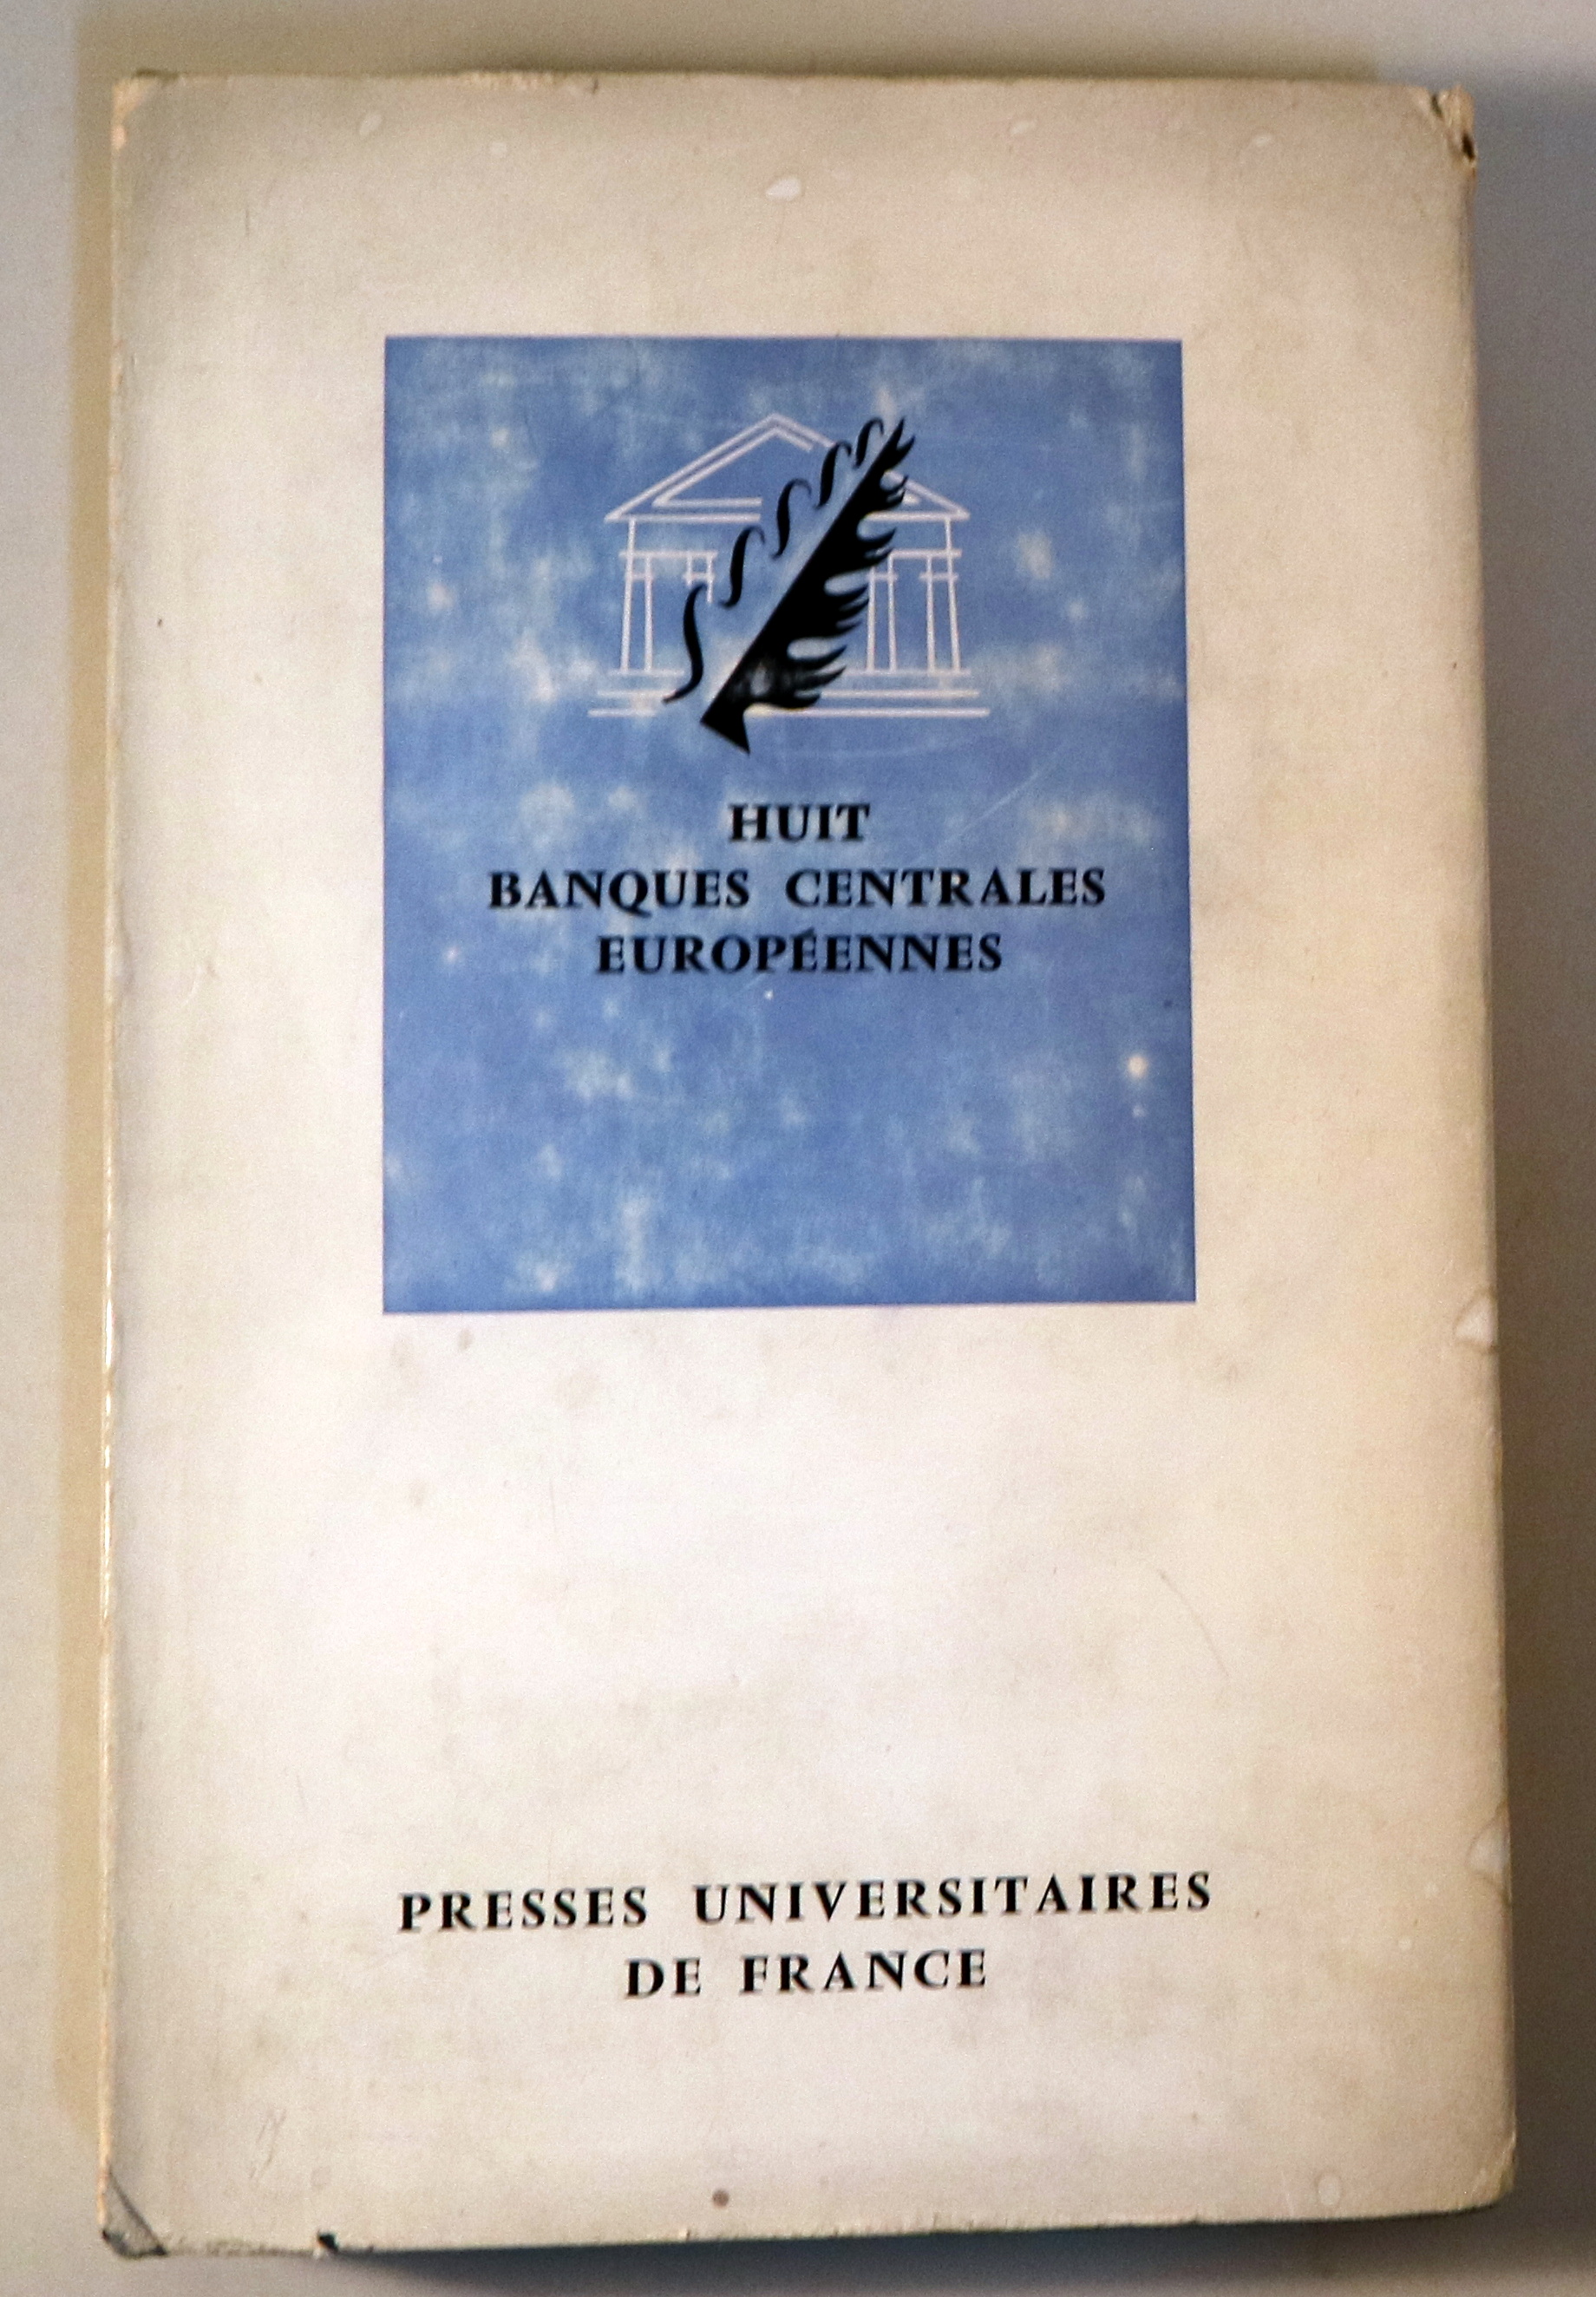 HUIT
BANQUES CENTRALES
EUROPÉENNES
PRESSES UNIVERSITAIRES
DE FRANCE